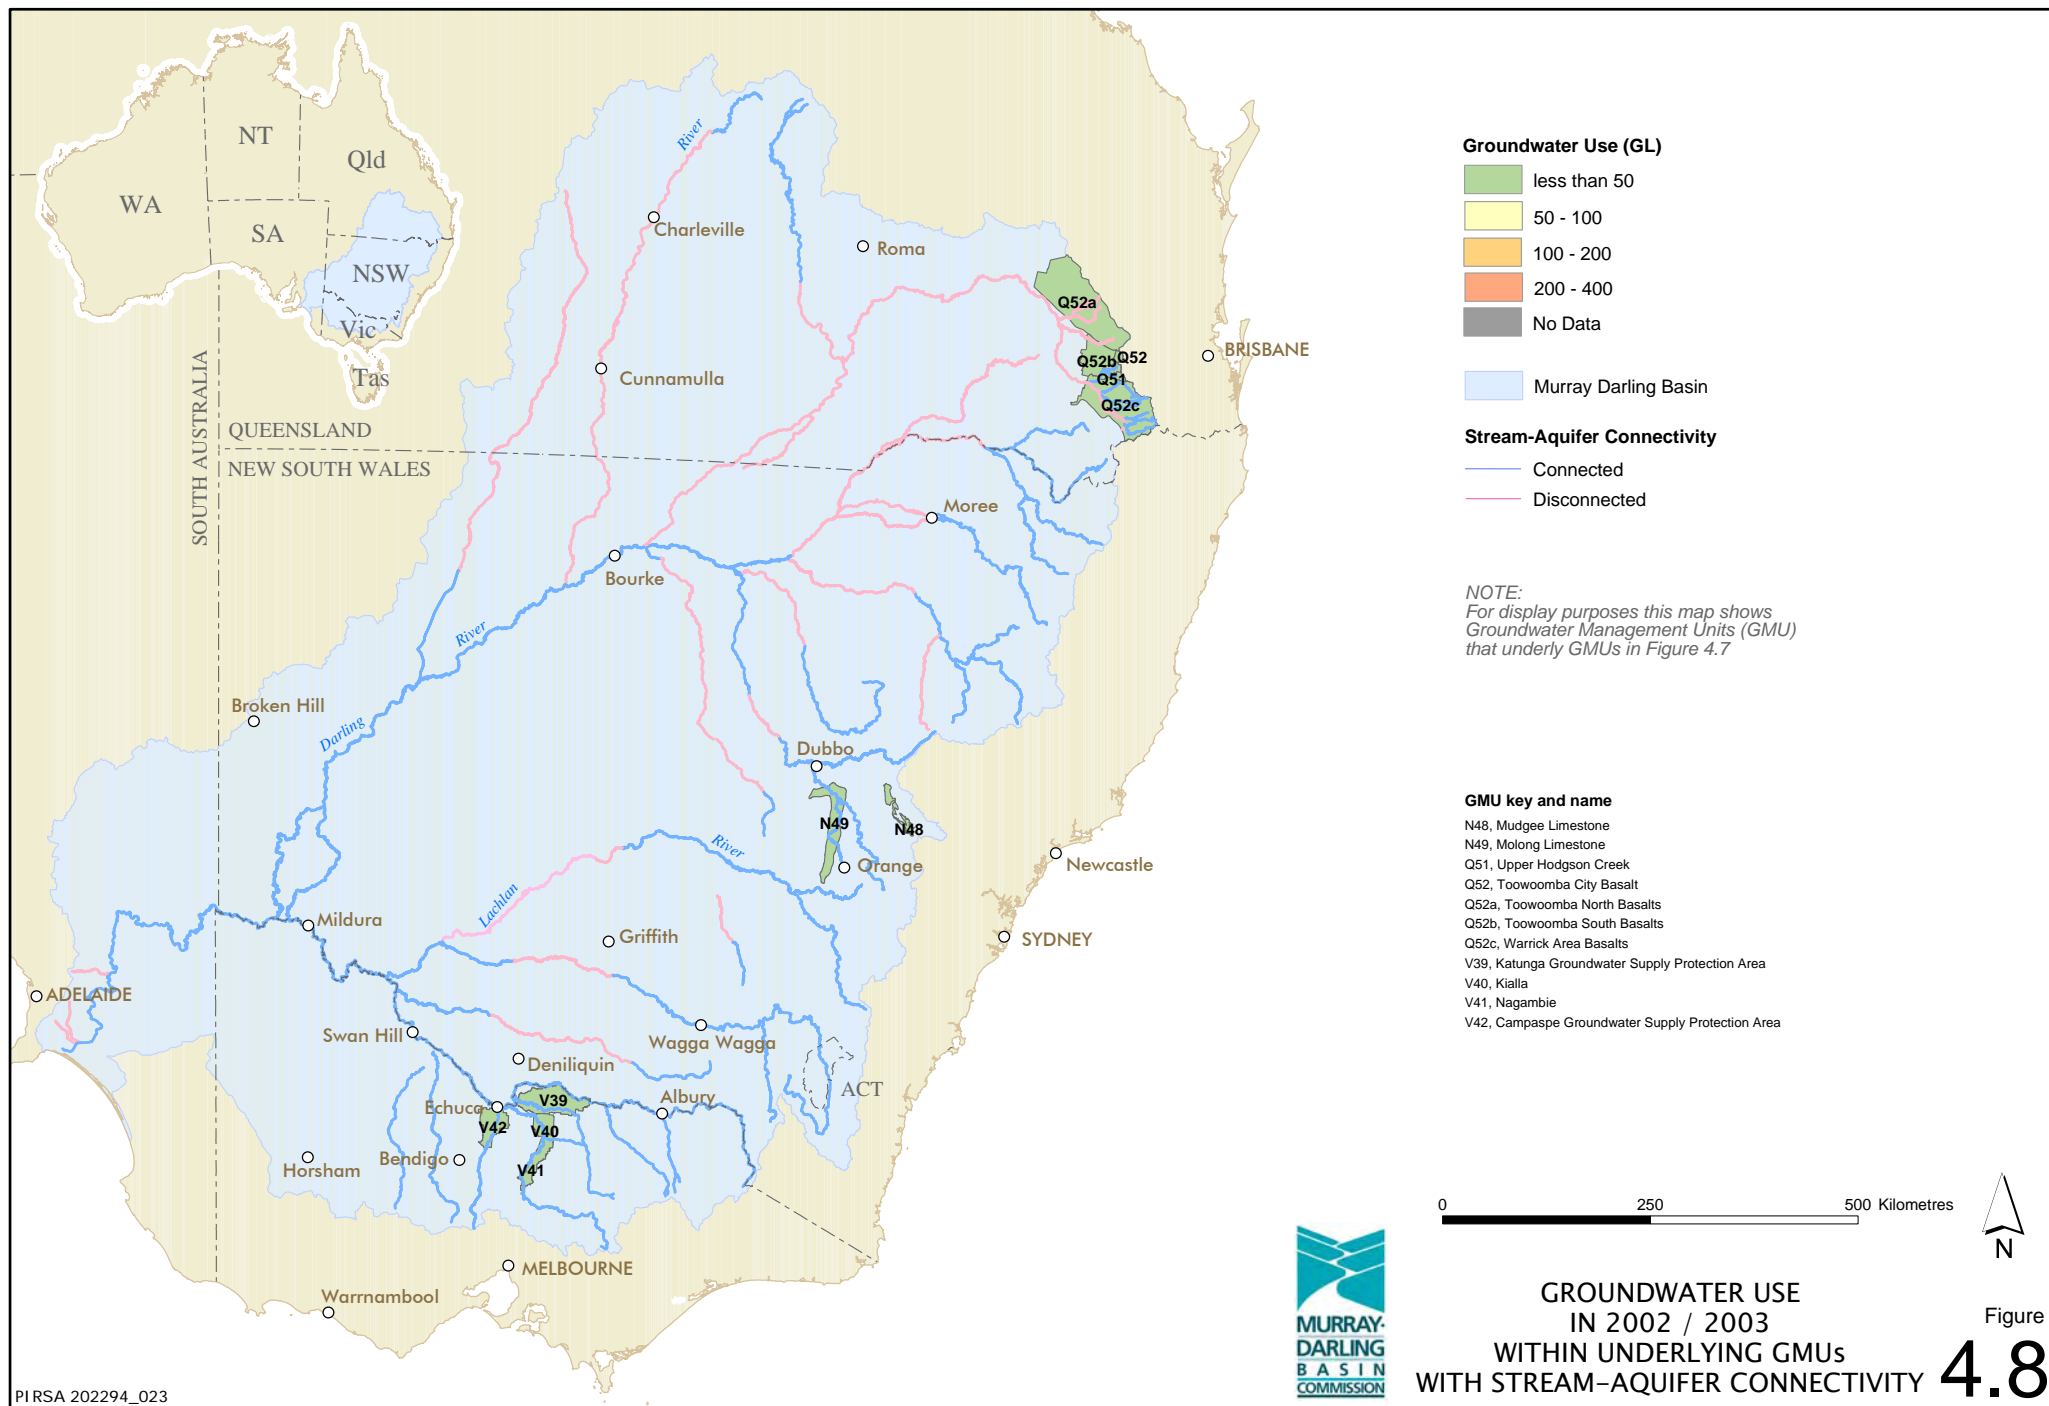 NT
Qld
WA
SA
NSW
Vic
Tas
River
Charleville
Roma
Q52a
Q52b
Q52
Q51
Q52c
BRISBANE
Cunnamulla
SOUTH AUSTRALIA
QUEENSLAND
NEW SOUTH WALES
Moree
Bourke
River
Broken Hill
Darling
Dubbo
N49
N48
Orange
Newcastle
River
Lachlan
Mildura
Griffith
SYDNEY
ADELAIDE
Swan Hill
Wagga Wagga
Deniliquin
ACT
Echuca
V39
Albury
V42
V40
Bendigo
V41
Horsham
MELBOURNE
Warrnambool
PIRSA 202294_023
Groundwater Use (GL)
less than 50
50 - 100
100 - 200
200 - 400
No Data
Murray Darling Basin
Stream-Aquifer Connectivity
Connected
Disconnected
NOTE:
For display purposes this map shows
Groundwater Management Units (GMU)
that underly GMUs in Figure 4.7
GMU key and name
N48, Mudgee Limestone
N49, Molong Limestone
Q51, Upper Hodgson Creek
Q52, Toowoomba City Basalt
Q52a, Toowoomba North Basalts
Q52b, Toowoomba South Basalts
Q52c, Warrick Area Basalts
V39, Katunga Groundwater Supply Protection Area
V40, Kialla
V41, Nagambie
V42, Campaspe Groundwater Supply Protection Area
0 250 500 Kilometres
N
MURRAY-
DARLING
BASIN
COMMISSION
GROUNDWATER USE
IN 2002 / 2003
WITHIN UNDERLYING GMUs
WITH STREAM-AQUIFER CONNECTIVITY
Figure
4.8